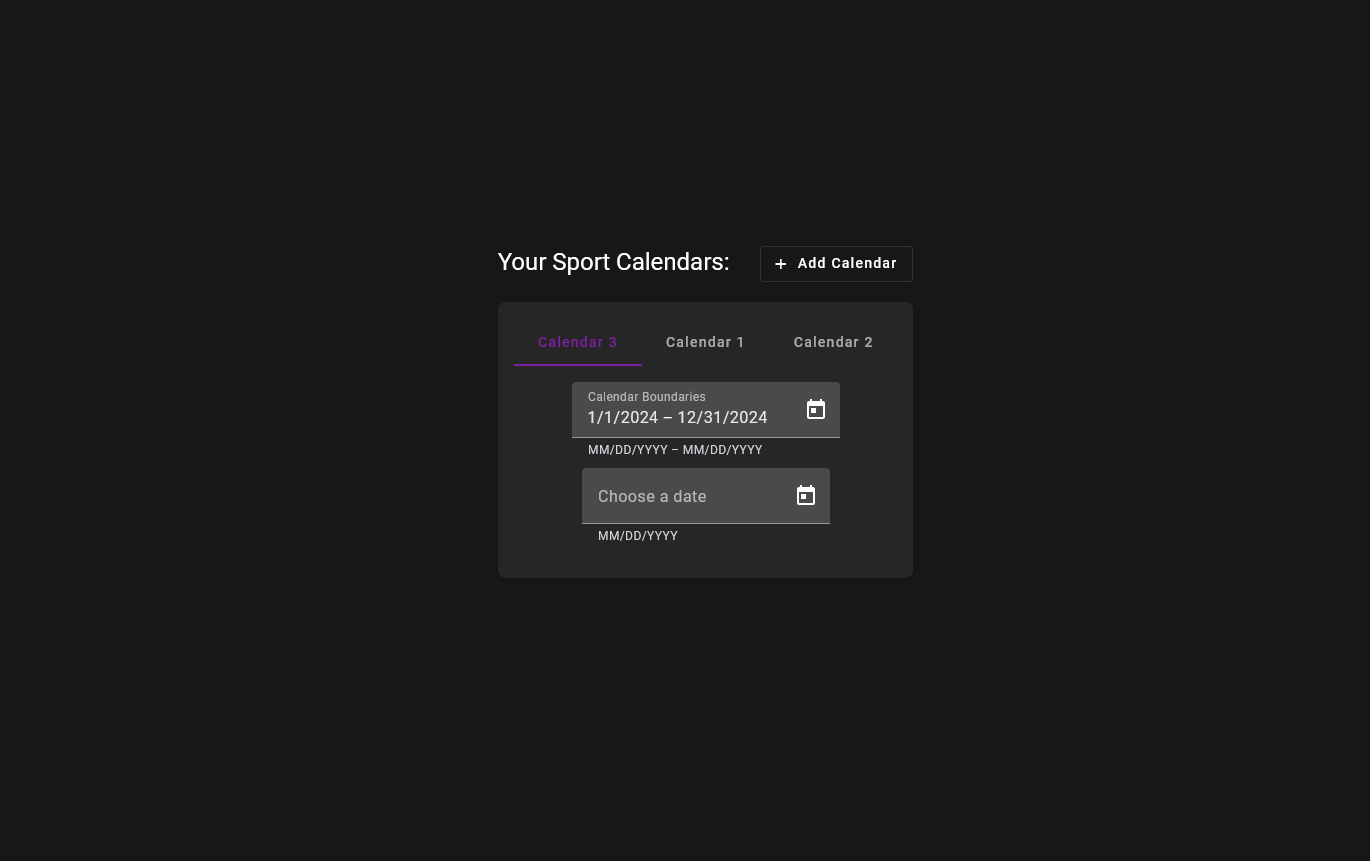 Your Sport Calendars:
+ Add Calendar
Calendar 3
Calendar 1
Calendar 2
Calendar Boundaries
1/1/2024 – 12/31/2024
MM/DD/YYYY – MM/DD/YYYY
Choose a date
MM/DD/YYYY